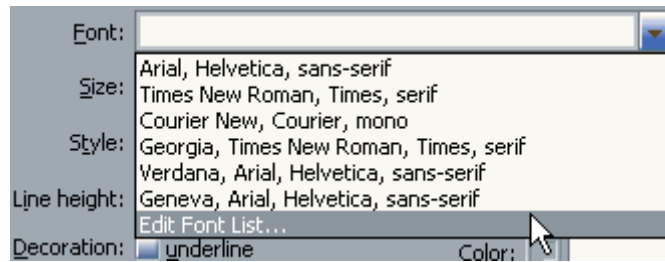 Font:
Arial, Helvetica, sans-serif
Size:
Times New Roman, Times, serif
Courier New, Courier, mono
Style:
Georgia, Times New Roman, Times, serif
Verdana, Arial, Helvetica, sans-serif
Line height:
Geneva, Arial, Helvetica, sans-serif
Edit Font List...
Decoration:
underline
Color: